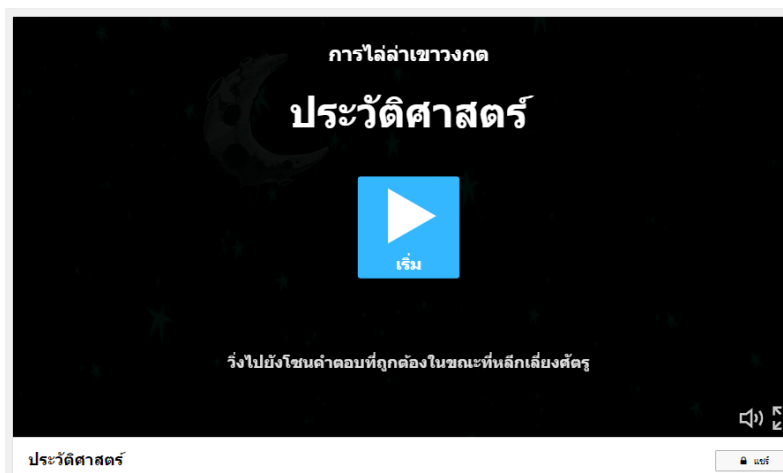 การไล่ล่าเขาวงกต
ประวัติศาสตร์
เริ่ม
วิ่งไปยังโซนคำตอบที่ถูกต้องในขณะที่หลีกเลี่ยงศัตรู
ประวัติศาสตร์
แชร์